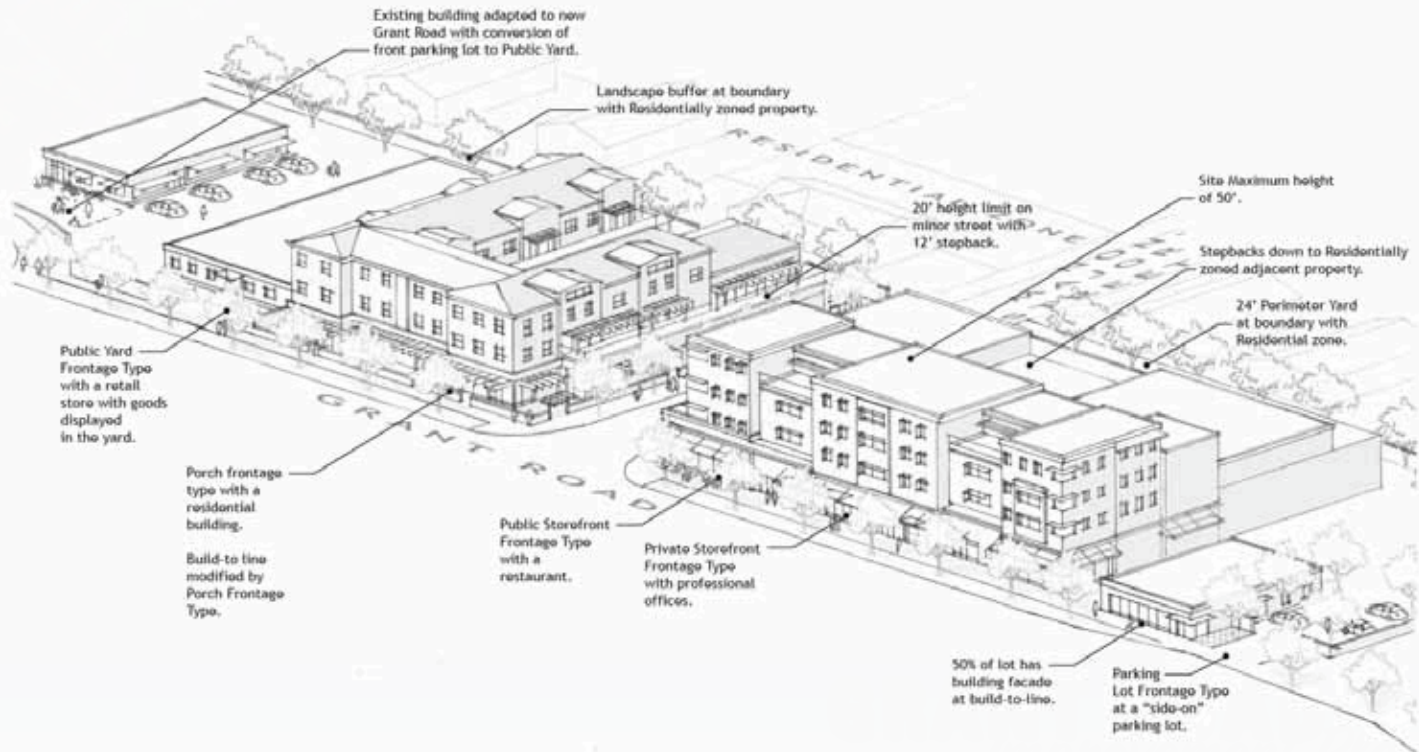 Existing building adapted to new
Grant Road with conversion of
front parking lot to Public Yard.
Landscape buffer at boundary
with Residentially zoned property.
RESIDENTIAL ZONE
Site Maximum height
of 50'.
20' height limit on
minor street with
12' stepback.
Stepbacks down to Residentially
zoned adjacent property.
24' Perimeter Yard
at boundary with
Residential zone.
Public Yard
Frontage Type
with a retail
store with goods
displayed
in the yard.
GRANT ROAD
Porch frontage
type with a
residential
building.
Build-to line
modified by
Porch Frontage
Type.
Public Storefront
Frontage Type
with a
restaurant.
Private Storefront
Frontage Type
with professional
offices.
50% of lot has
building facade
at build-to-line.
Parking
Lot Frontage Type
at a "side-on"
parking lot.